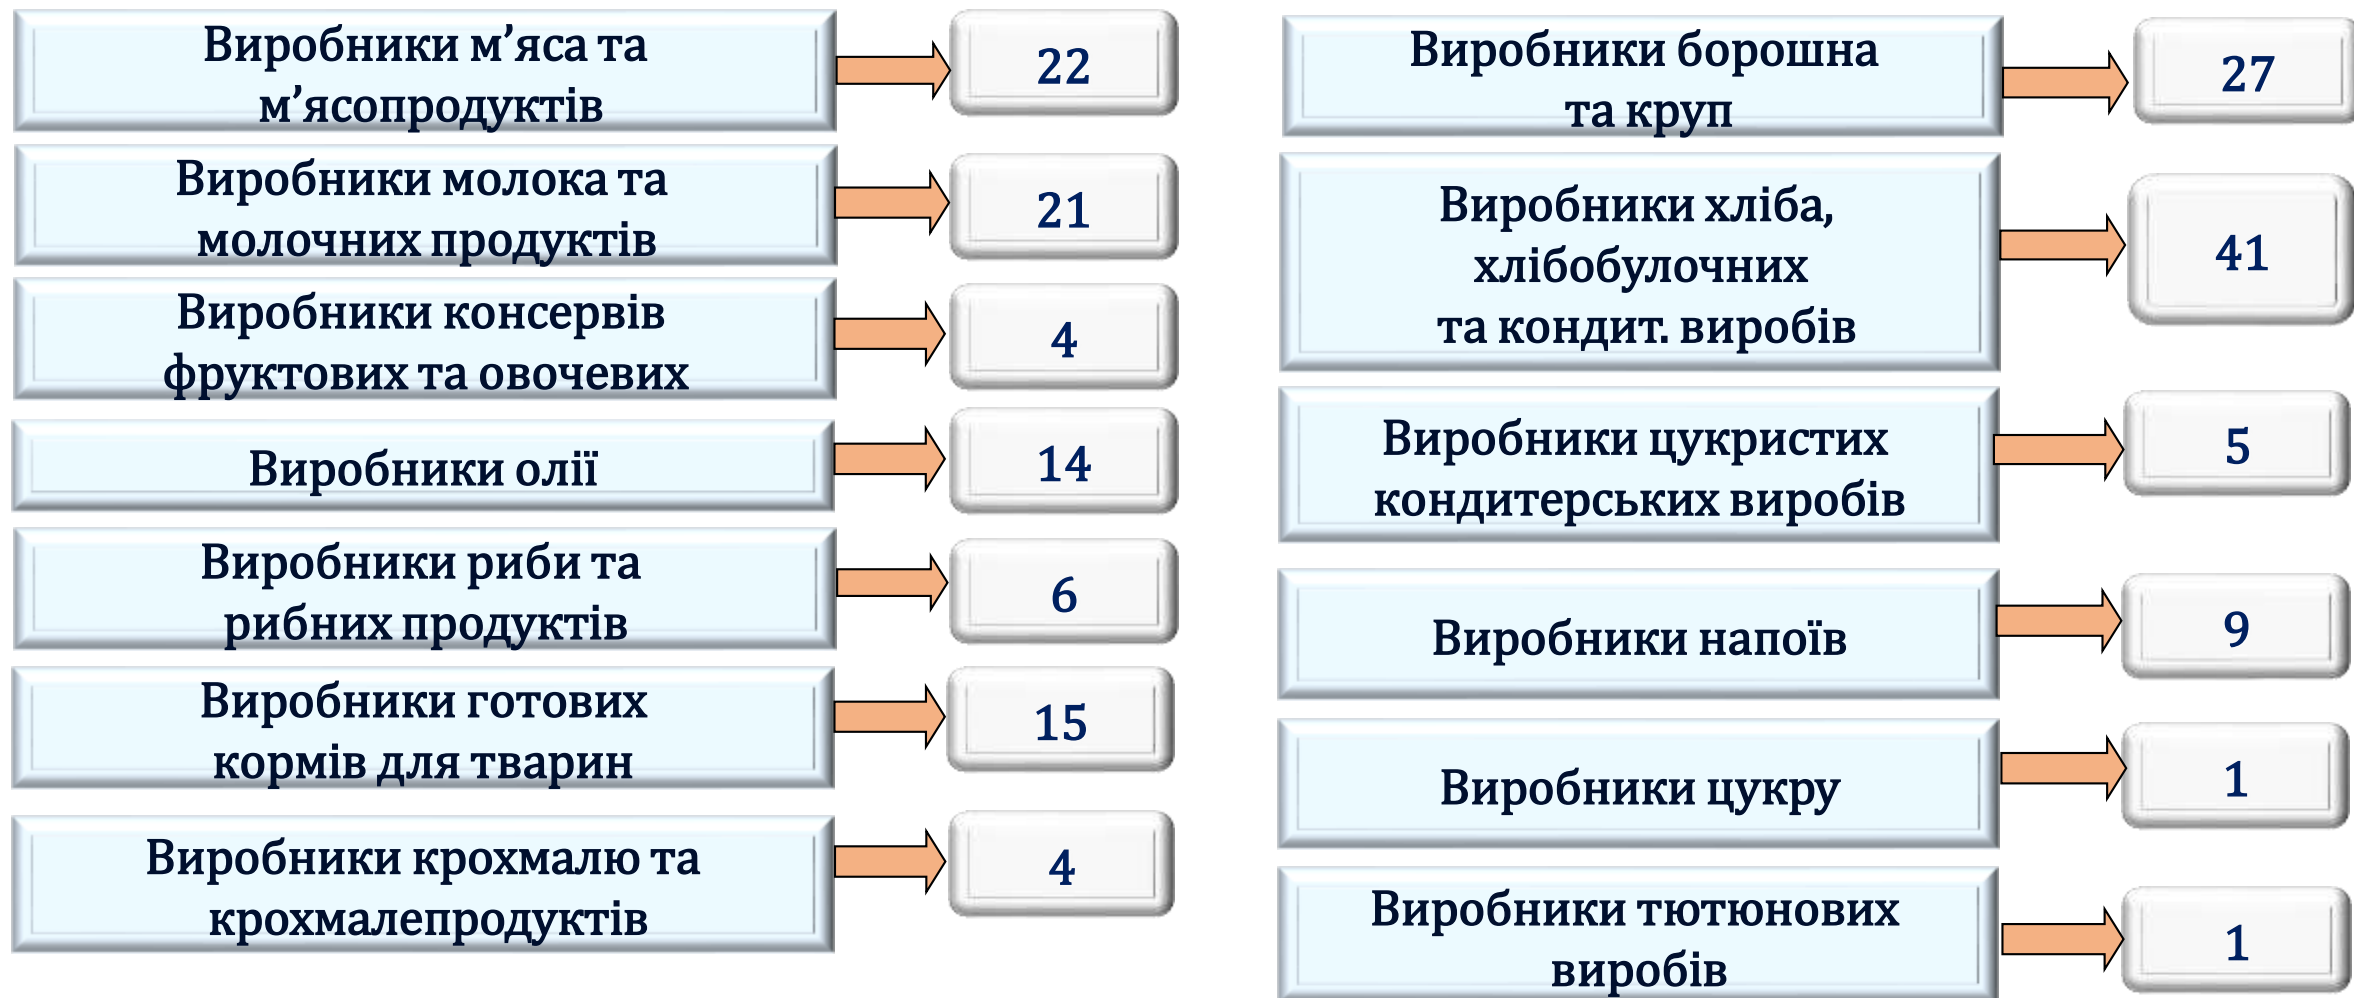 Виробники м’яса та
м’ясопродуктів
22
Виробники молока та
молочних продуктів
21
Виробники консервів
фруктових та овочевих
4
Виробники олії
14
Виробники риби та
рибних продуктів
6
Виробники готових
кормів для тварин
15
Виробники крохмалю та
крохмалепродуктів
4
Виробники борошна
та круп
27
Виробники хліба,
хлібобулочних
та кондит. виробів
41
Виробники цукристих
кондитерських виробів
5
Виробники напоїв
9
Виробники цукру
1
Виробники тютюнових
виробів
1